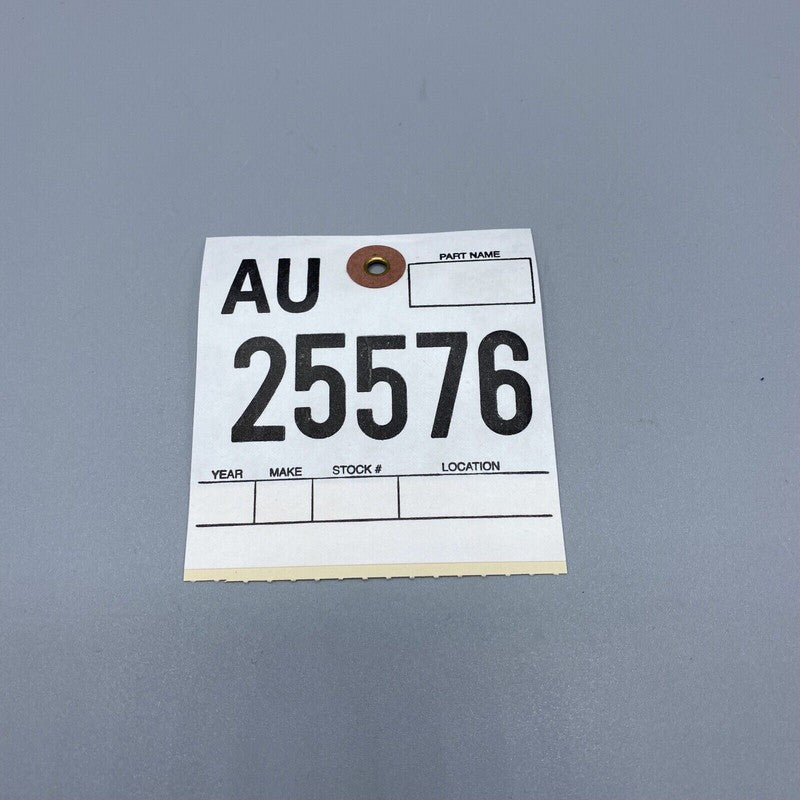 AU
PART NAME
25576
YEAR MAKE STOCK # LOCATION